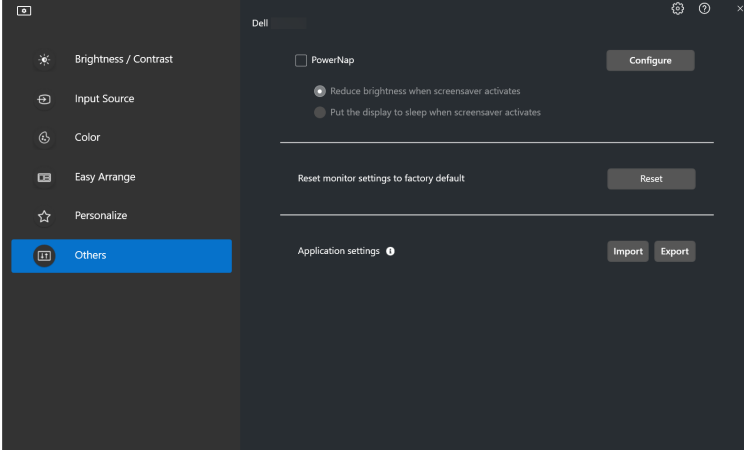 Dell
Brightness / Contrast
Input Source
Color
Easy Arrange
Personalize
Others
PowerNap
Configure
Reduce brightness when screensaver activates
Put the display to sleep when screensaver activates
Reset monitor settings to factory default
Reset
Application settings
Import
Export